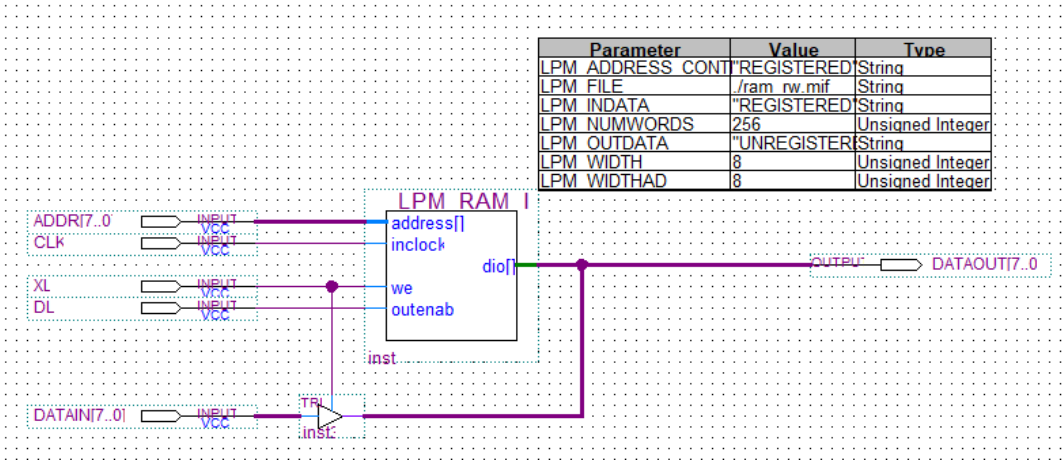 Parameter Value Type
LPM_ADDRESS_CONT "REGISTERED" String
LPM_FILE ./ram_rw.mif String
LPM_INDATA "REGISTERED" String
LPM_NUMWORDS 256 Unsigned Integer
LPM_OUTDATA "UNREGISTERE String
LPM_WIDTH 8 Unsigned Integer
LPM_WIDTHAD 8 Unsigned Integer
LPM_RAM_I
ADDR[7..0] INPUT VCC address[]
CLK INPUT VCC inclock
dio[] OUTPUT DATAOUT[7..0
XL INPUT VCC we
DL INPUT VCC outenab
inst
TRI
DATAIN[7..0] INPUT VCC
inst